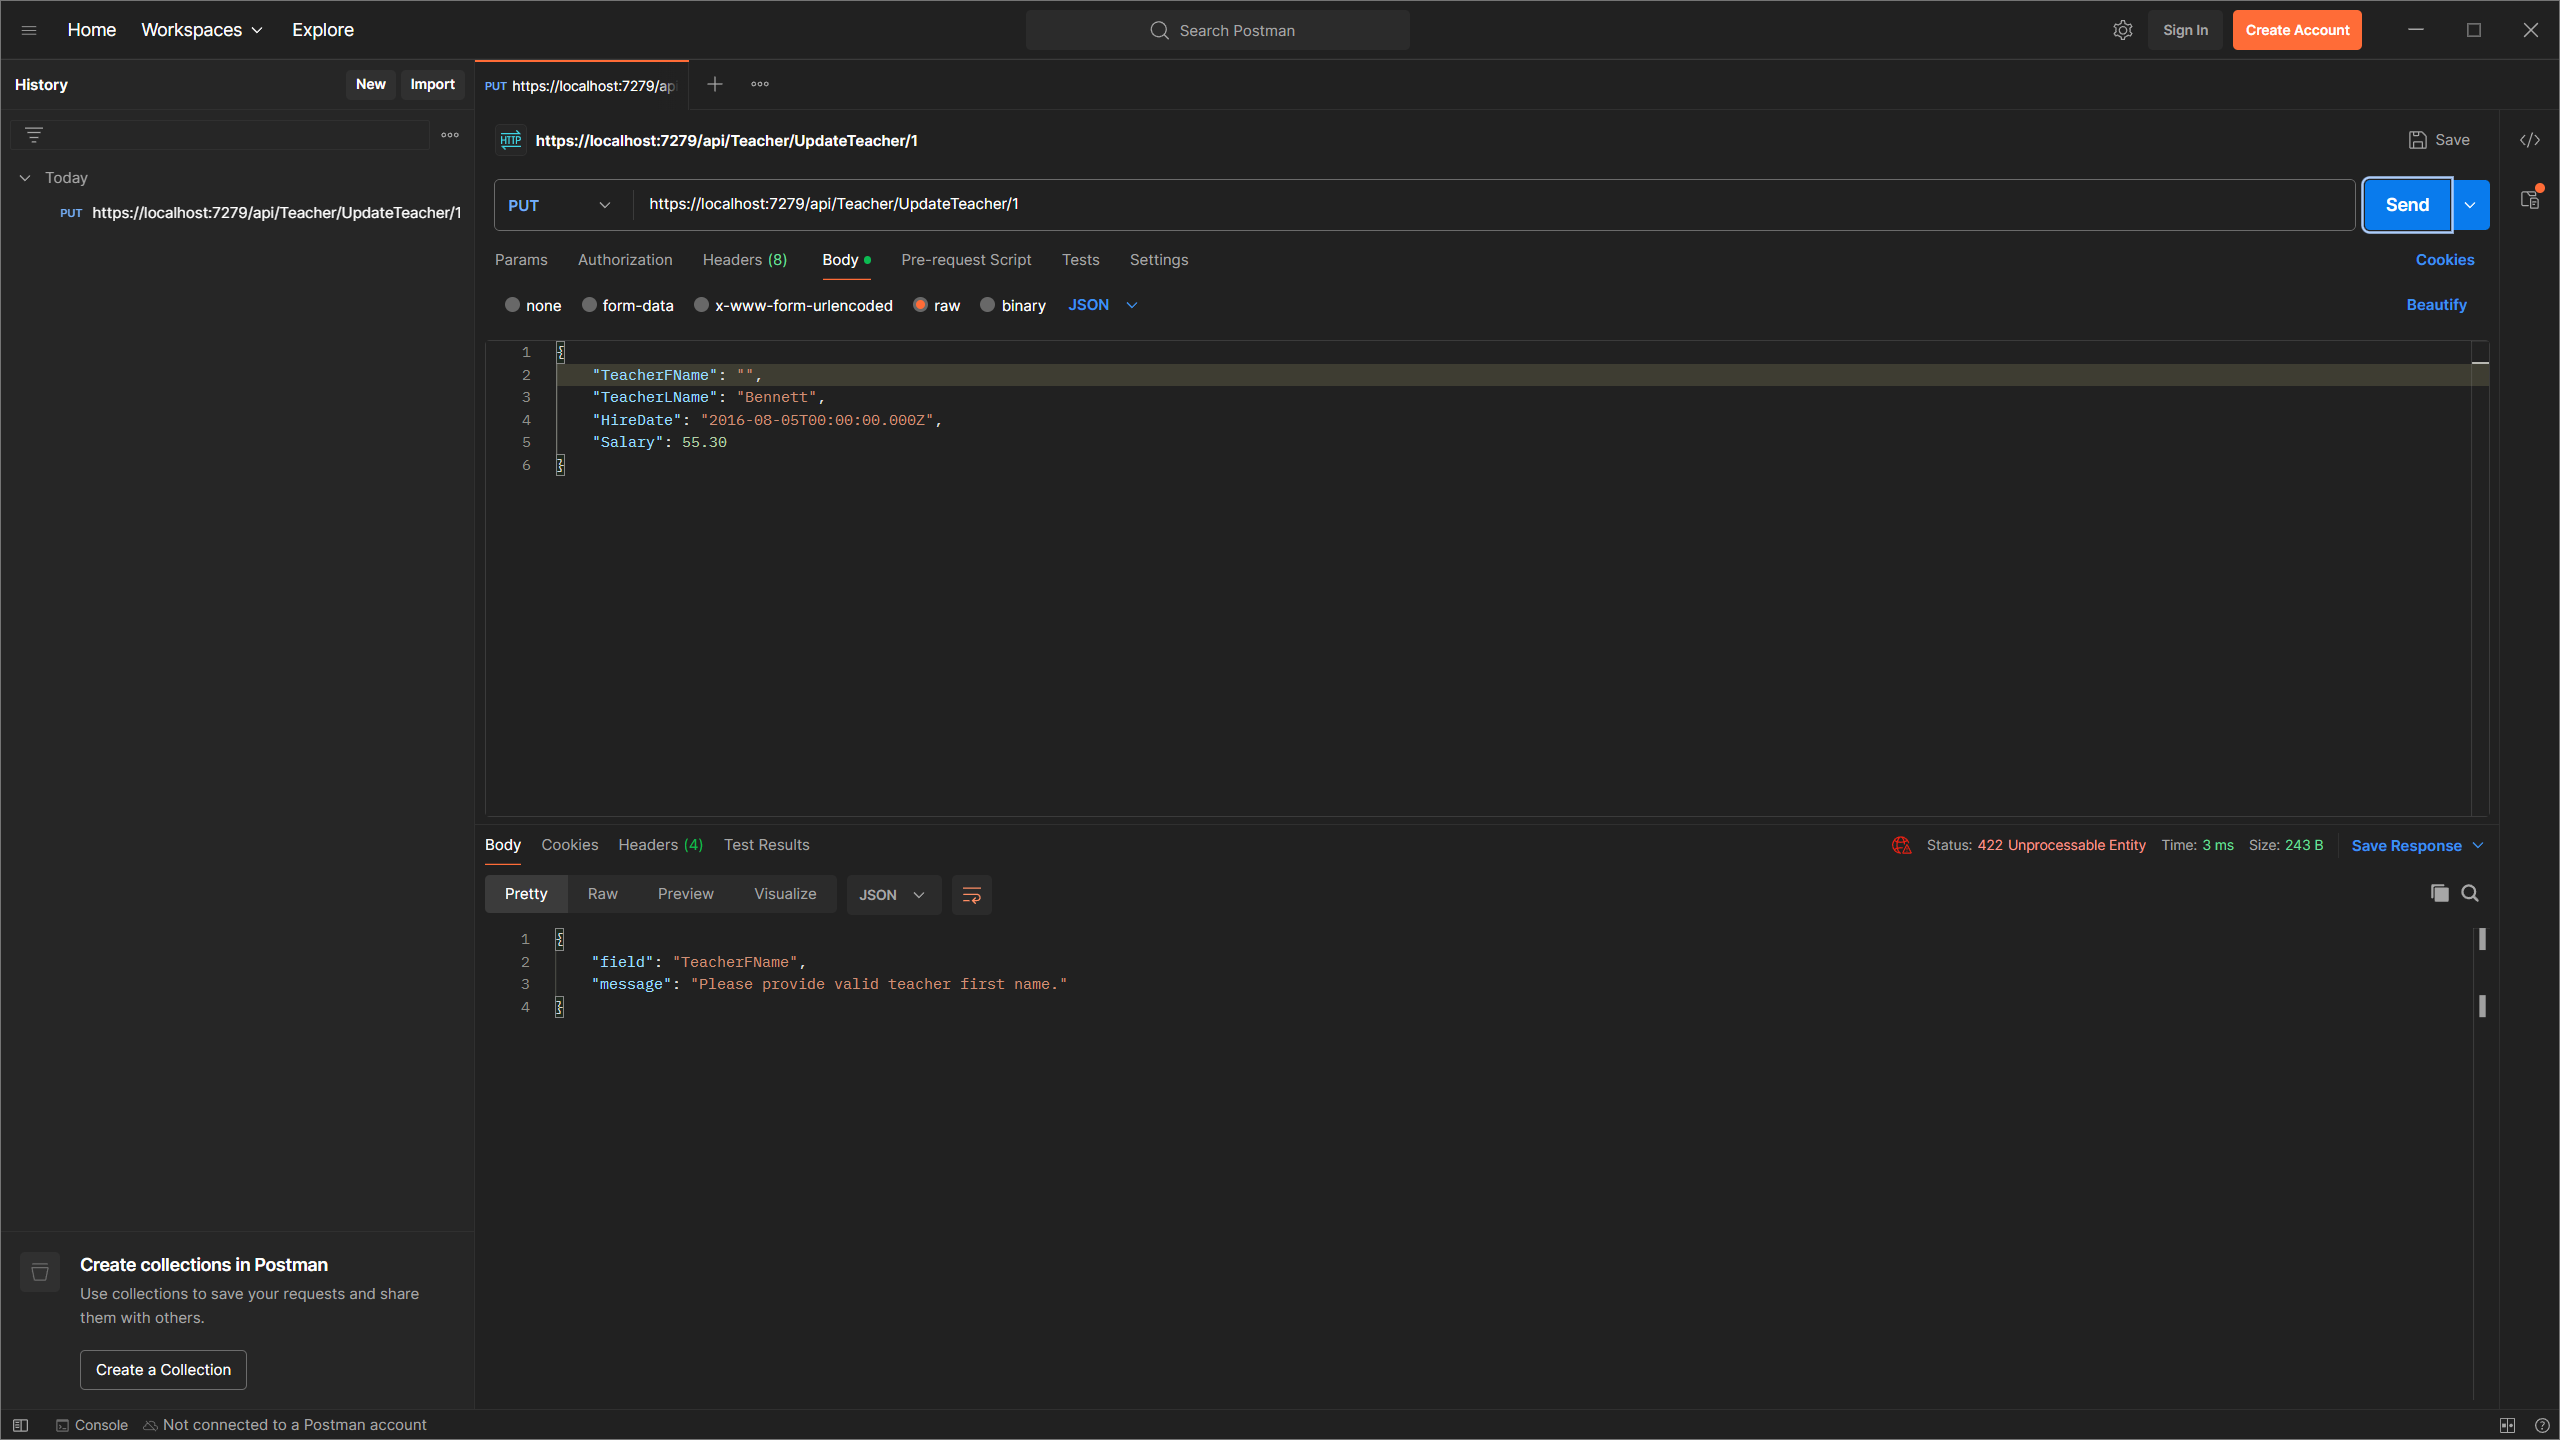 Home Workspaces Explore Search Postman Sign In Create Account
History New Import PUT https://localhost:7279/api
HTTP https://localhost:7279/api/Teacher/UpdateTeacher/1 Save
Today
PUT https://localhost:7279/api/Teacher/UpdateTeacher/1
PUT https://localhost:7279/api/Teacher/UpdateTeacher/1 Send
Params Authorization Headers (8) Body Pre-request Script Tests Settings Cookies
none form-data x-www-form-urlencoded raw binary JSON Beautify
1 {
2 "TeacherFName": "",
3 "TeacherLName": "Bennett",
4 "HireDate": "2016-08-05T00:00:00.000Z",
5 "Salary": 55.30
6 }
Body Cookies Headers (4) Test Results Status: 422 Unprocessable Entity Time: 3 ms Size: 243 B Save Response
Pretty Raw Preview Visualize JSON
1 {
2 "field": "TeacherFName",
3 "message": "Please provide valid teacher first name."
4 }
Create collections in Postman
Use collections to save your requests and share
them with others.
Create a Collection
Console Not connected to a Postman account